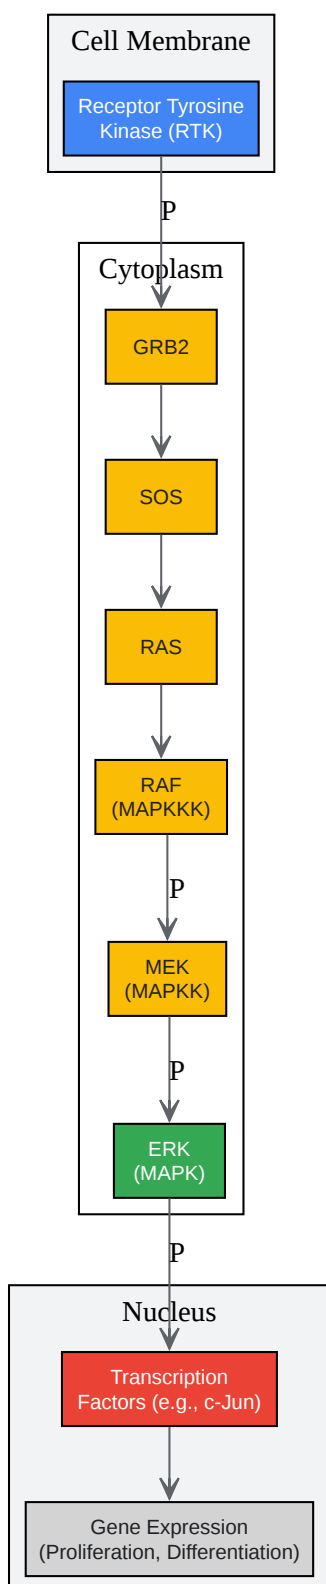 Cell Membrane
Receptor Tyrosine
Kinase (RTK)
P
Cytoplasm
GRB2
SOS
RAS
RAF
(MAPKKK)
P
MEK
(MAPKK)
P
ERK
(MAPK)
P
Nucleus
Transcription
Factors (e.g., c-Jun)
Gene Expression
(Proliferation, Differentiation)